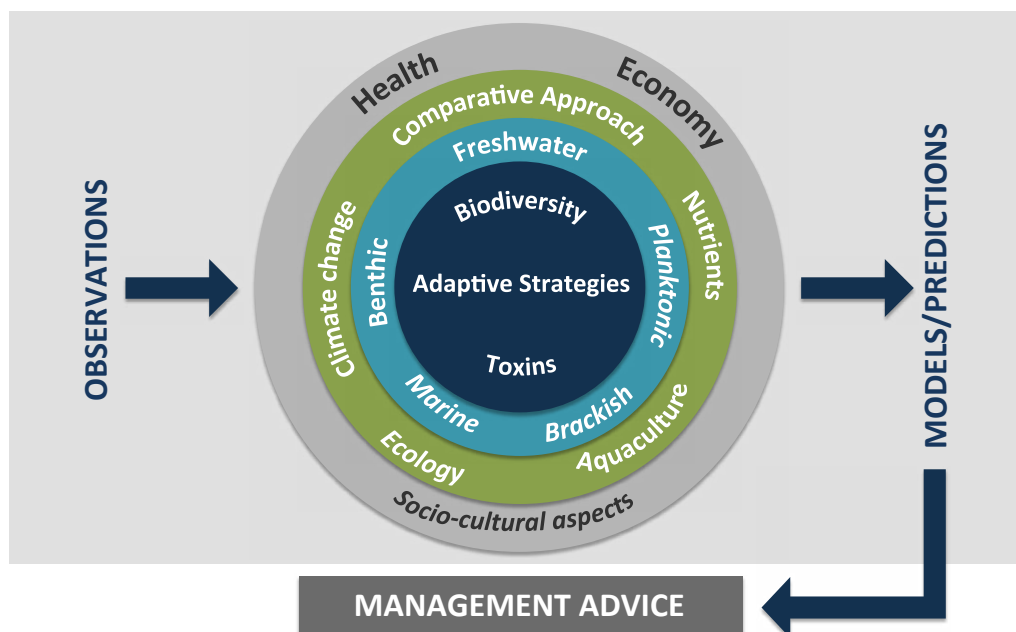 OBSERVATIONS
Health
Economy
Socio-cultural aspects
Comparative Approach
Climate change
Nutrients
Ecology
Aquaculture
Freshwater
Benthic
Planktonic
Marine
Brackish
Biodiversity
Adaptive Strategies
Toxins
MODELS/PREDICTIONS
MANAGEMENT ADVICE